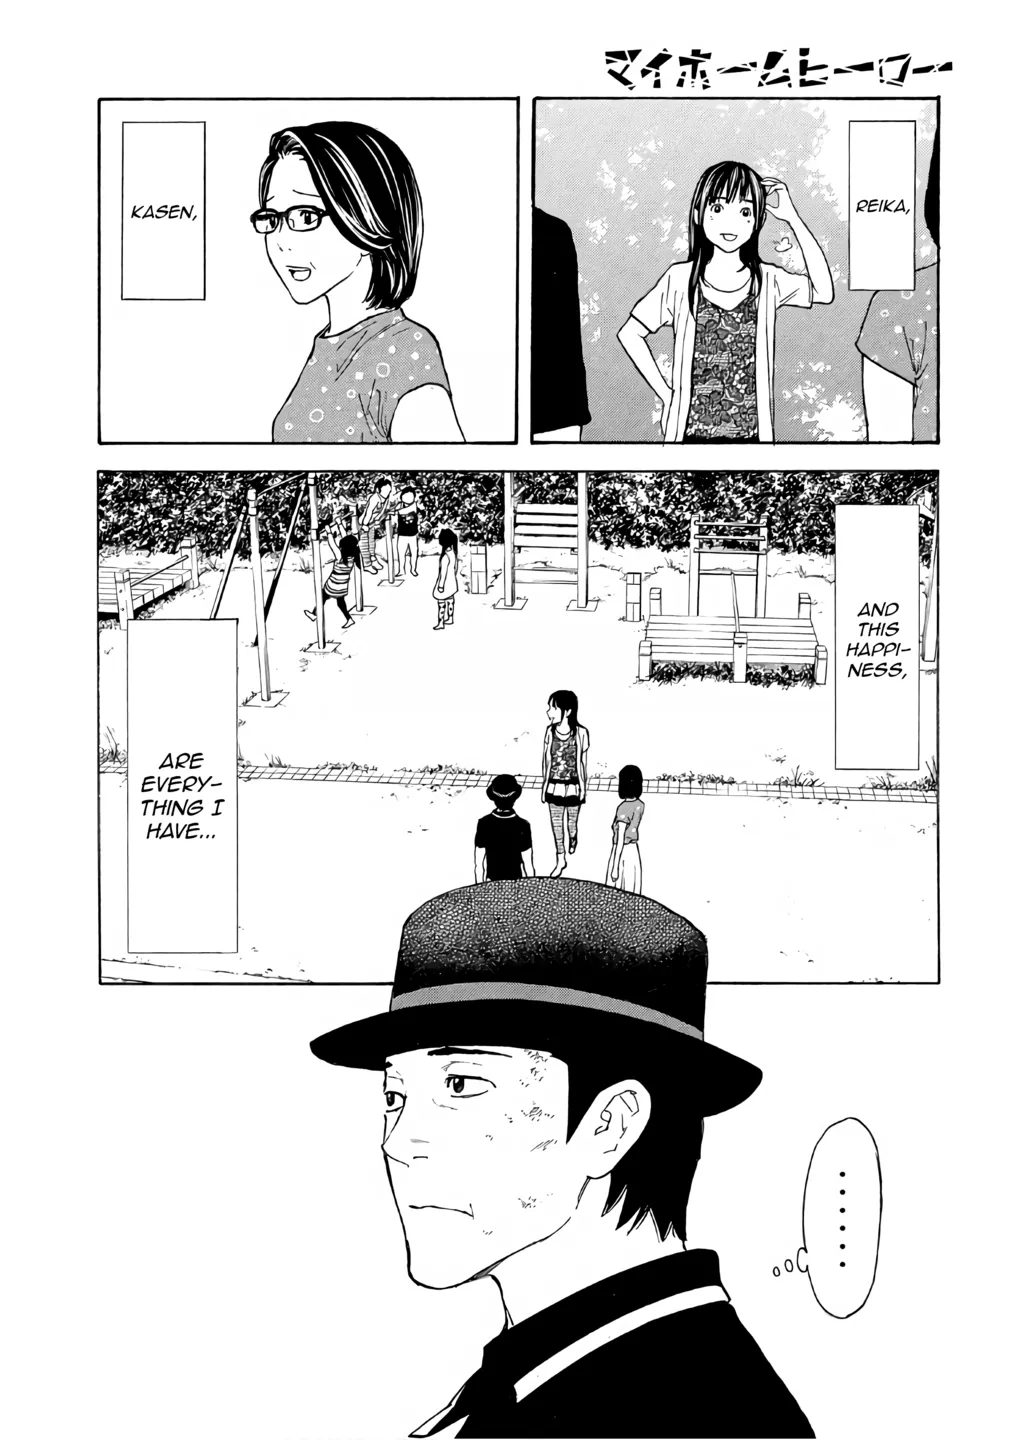 マイホームヒーロー
REIKA,
KASEN,
AND
THIS
HAPPI-
NESS,
ARE
EVERY-
THING I
HAVE...
.......